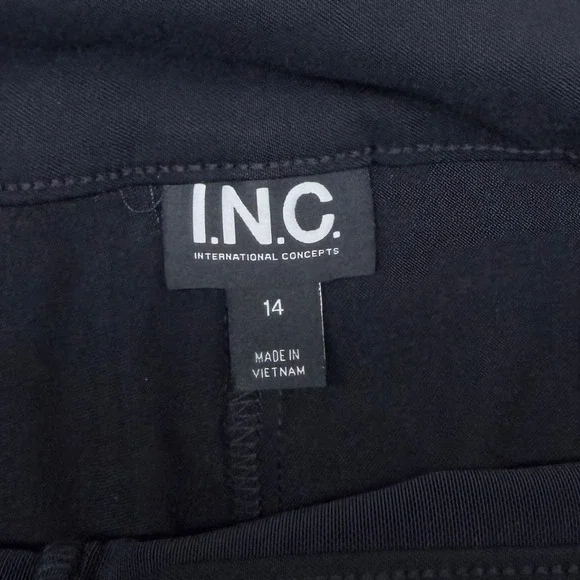 I.N.C.
INTERNATIONAL CONCEPTS
14
MADE IN
VIETNAM